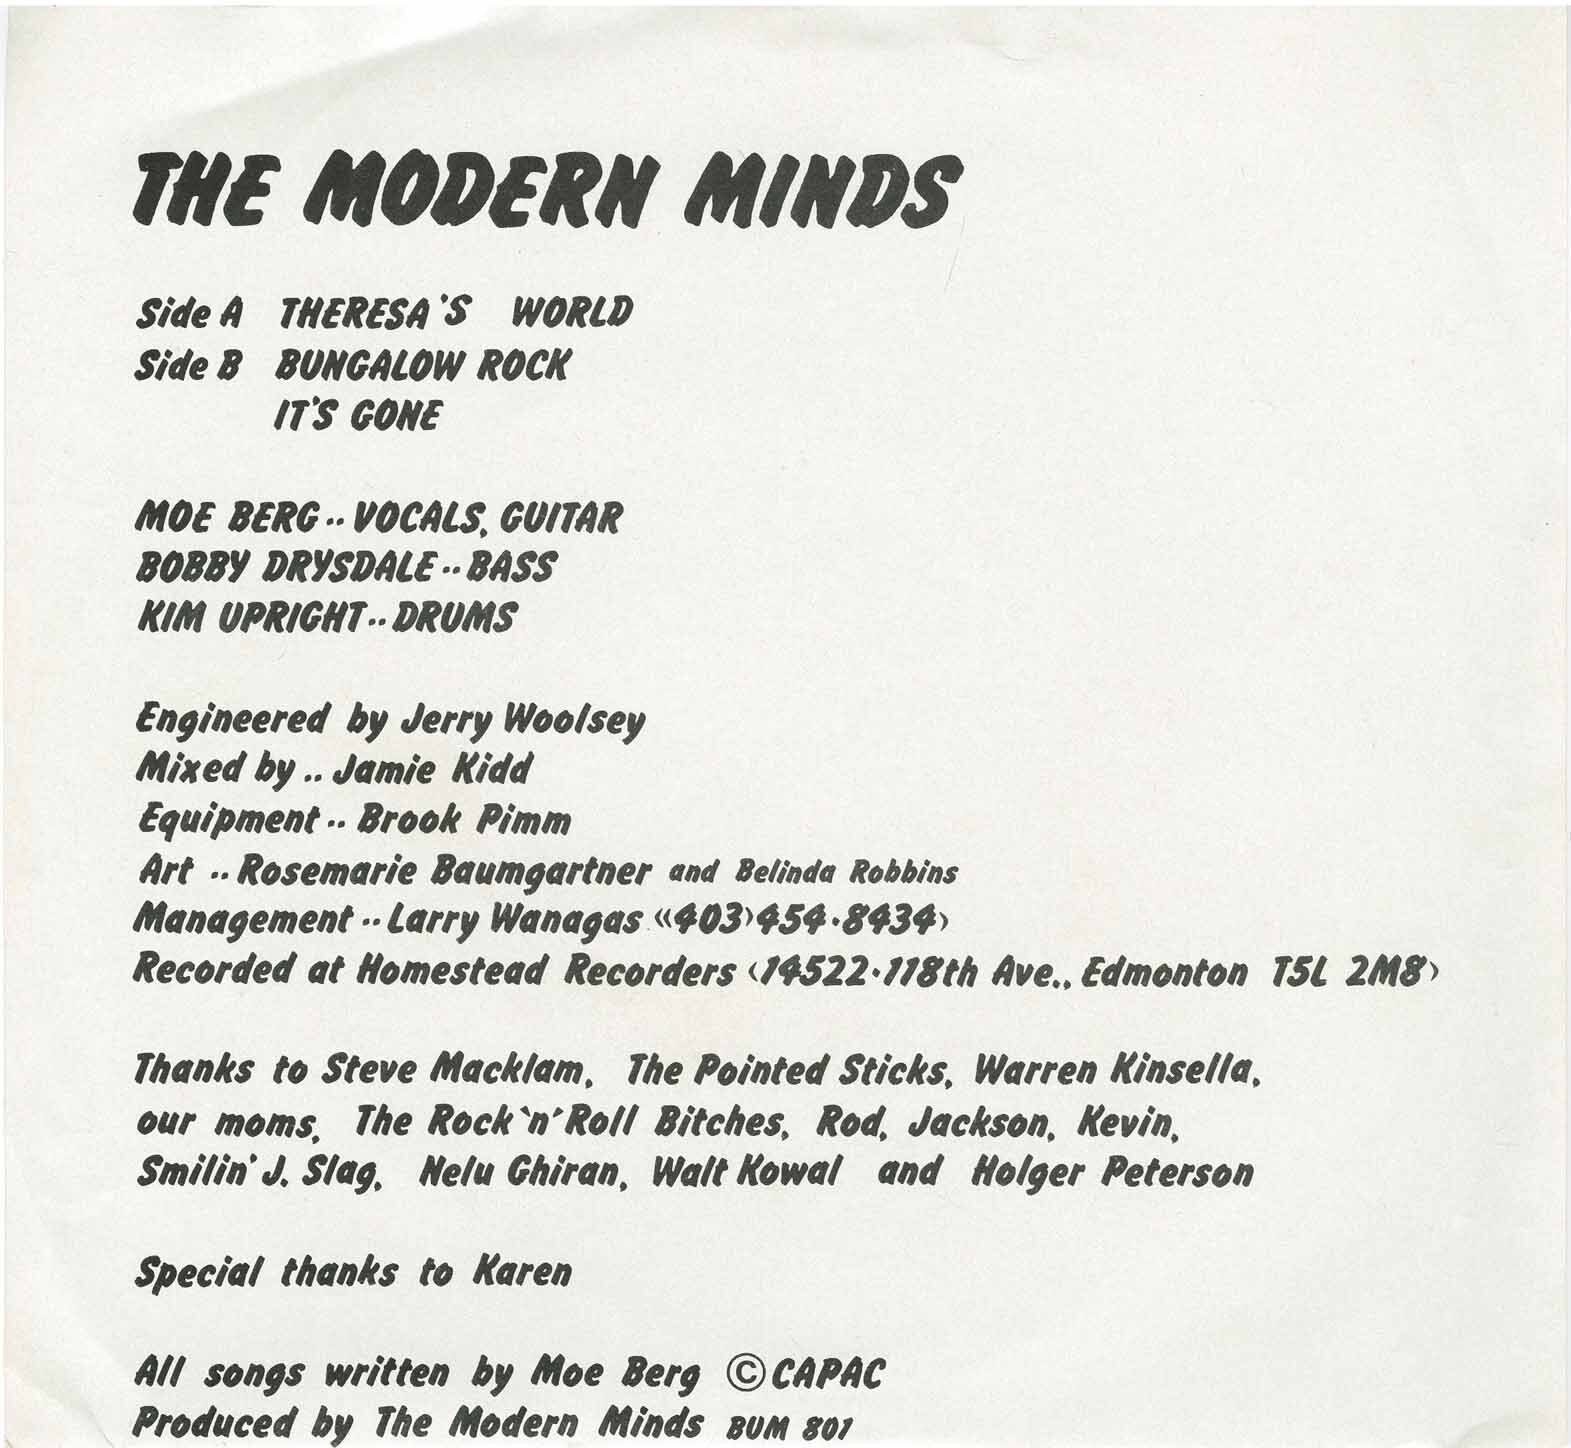 THE MODERN MINDS
Side A THERESA'S WORLD
Side B BUNGALOW ROCK
IT'S GONE
MOE BERG·· VOCALS, GUITAR
BOBBY DRYSDALE·· BASS
KIM UPRIGHT·· DRUMS
Engineered by Jerry Woolsey
Mixed by .. Jamie Kidd
Equipment·· Brook Pimm
Art ·· Rosemarie Baumgartner and Belinda Robbins
Management·· Larry Wanagas ((403)454·8434)
Recorded at Homestead Recorders (14522·118th Ave., Edmonton T5L 2M8)
Thanks to Steve Macklam, The Pointed Sticks, Warren Kinsella,
our moms, The Rock 'n' Roll Bitches, Rod, Jackson, Kevin,
Smilin' J. Slag, Nelu Ghiran, Walt Kowal and Holger Peterson
Special thanks to Karen
All songs written by Moe Berg © CAPAC
Produced by The Modern Minds BUM 801